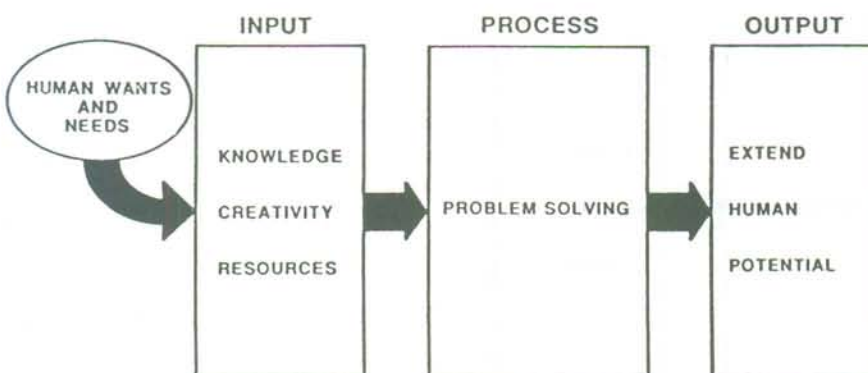 INPUT
PROCESS
OUTPUT
HUMAN WANTS
AND
NEEDS
KNOWLEDGE
CREATIVITY
RESOURCES
PROBLEM SOLVING
EXTEND
HUMAN
POTENTIAL